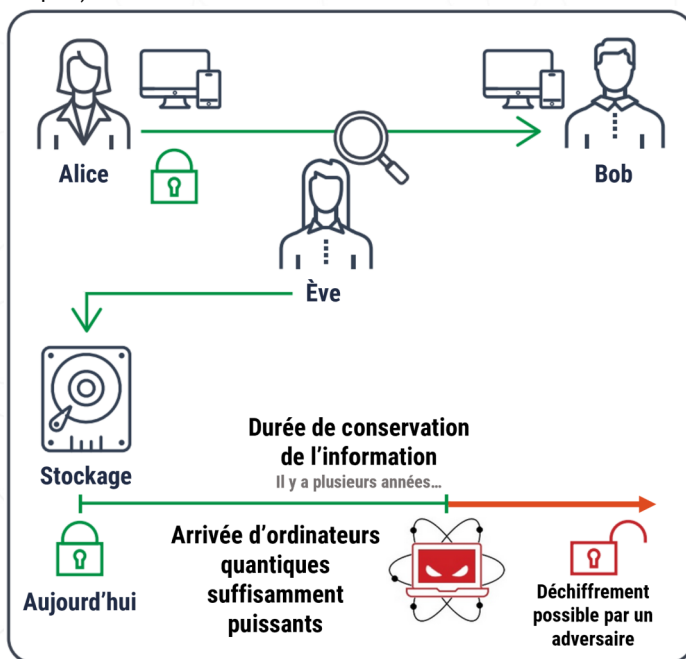 Alice
Bob
Ève
Stockage
Durée de conservation
de l’information
Il y a plusieurs années…
Aujourd’hui
Arrivée d’ordinateurs
quantiques
suffisamment
puissants
Déchiffrement
possible par un
adversaire